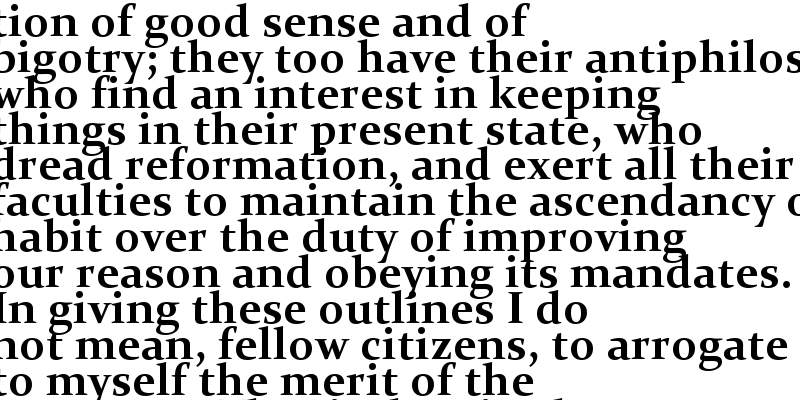 tion of good sense and of
bigotry; they too have their antiphilos
who find an interest in keeping
things in their present state, who
dread reformation, and exert all their
faculties to maintain the ascendancy o
habit over the duty of improving
our reason and obeying its mandates.
In giving these outlines I do
not mean, fellow citizens, to arrogate
to myself the merit of the